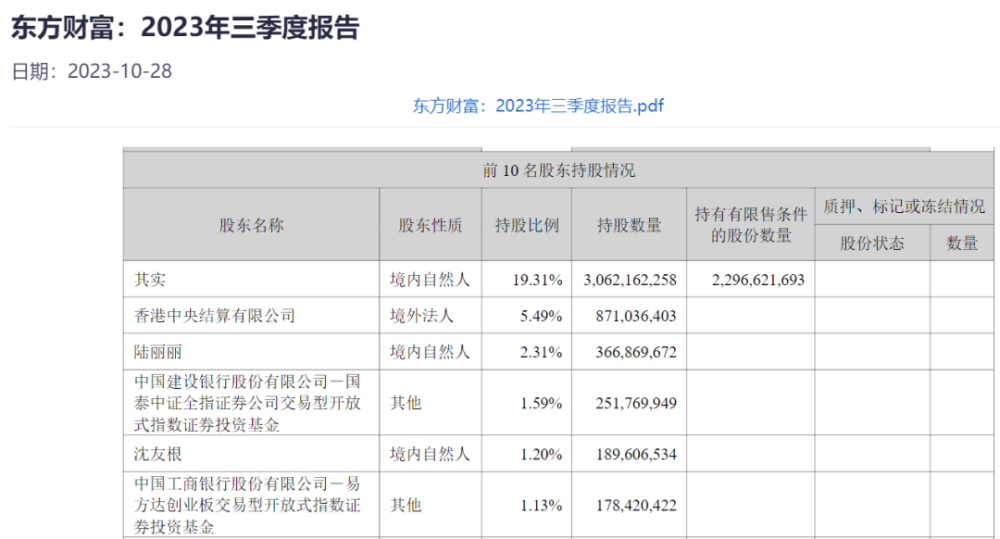 东方财富：2023年三季度报告
日期：2023-10-28
东方财富：2023年三季度报告.pdf
前 10 名股东持股情况
股东名称 股东性质 持股比例 持股数量 持有有限售条件的股份数量 质押、标记或冻结情况
股份状态 数量
其实 境内自然人 19.31% 3,062,162,258 2,296,621,693
香港中央结算有限公司 境外法人 5.49% 871,036,403
陆丽丽 境内自然人 2.31% 366,869,672
中国建设银行股份有限公司－国
泰中证全指证券公司交易型开放
式指数证券投资基金
其他 1.59% 251,769,949
沈友根 境内自然人 1.20% 189,606,534
中国工商银行股份有限公司－易
方达创业板交易型开放式指数证
券投资基金
其他 1.13% 178,420,422